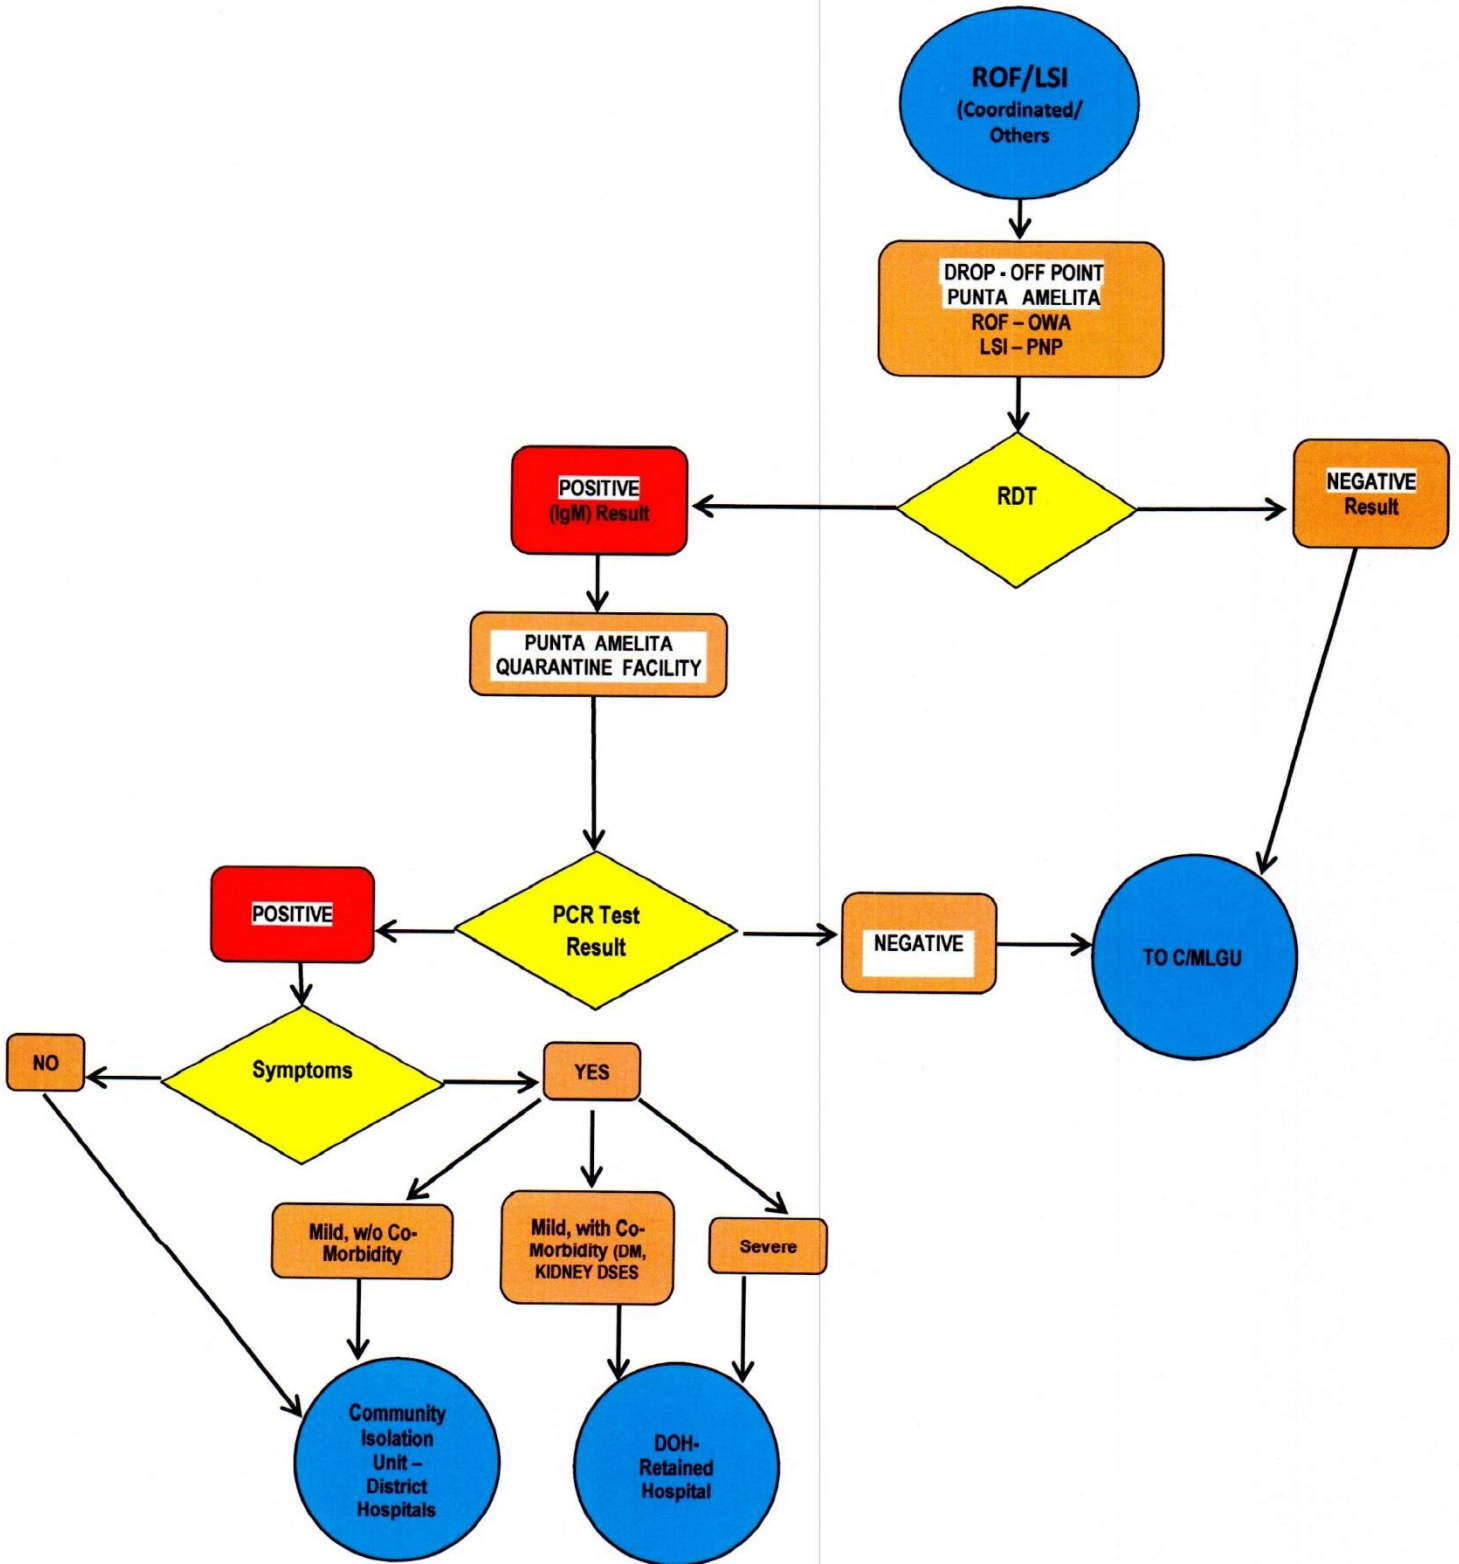 ROF/LSI
(Coordinated/
Others
DROP - OFF POINT
PUNTA AMELITA
ROF – OWA
LSI – PNP
RDT
POSITIVE
(IgM) Result
NEGATIVE
Result
PUNTA AMELITA
QUARANTINE FACILITY
PCR Test
Result
POSITIVE
NEGATIVE
TO C/MLGU
Symptoms
NO
YES
Mild, w/o Co-
Morbidity
Mild, with Co-
Morbidity (DM,
KIDNEY DSES
Severe
Community
Isolation
Unit –
District
Hospitals
DOH-
Retained
Hospital